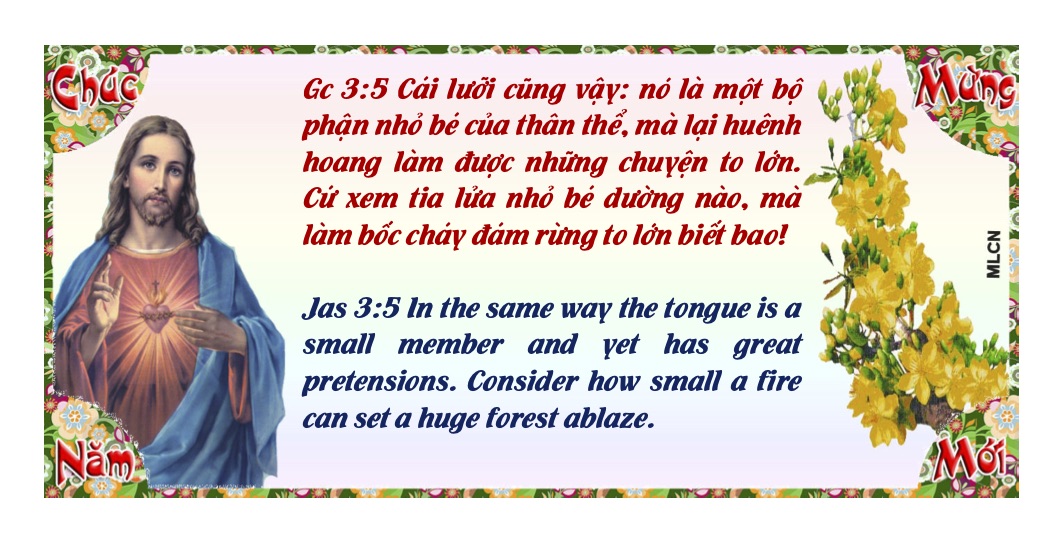 Chúc
Mừng
Gc 3:5 Cái lưỡi cũng vậy: nó là một bộ
phận nhỏ bé của thân thể, mà lại huênh
hoang làm được những chuyện to lớn.
Cứ xem tia lửa nhỏ bé dường nào, mà
làm bốc cháy đám rừng to lớn biết bao!
MLCN
Jas 3:5 In the same way the tongue is a
small member and yet has great
pretensions. Consider how small a fire
can set a huge forest ablaze.
Năm
Mới